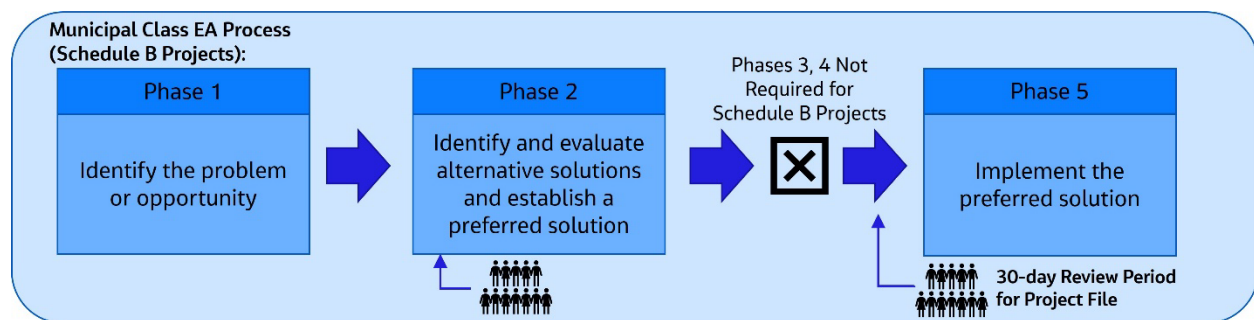 Municipal Class EA Process
(Schedule B Projects):
Phase 1
Identify the problem
or opportunity
Phase 2
Identify and evaluate
alternative solutions
and establish a
preferred solution
Phases 3, 4 Not
Required for
Schedule B Projects
Phase 5
Implement the
preferred solution
30-day Review Period
for Project File